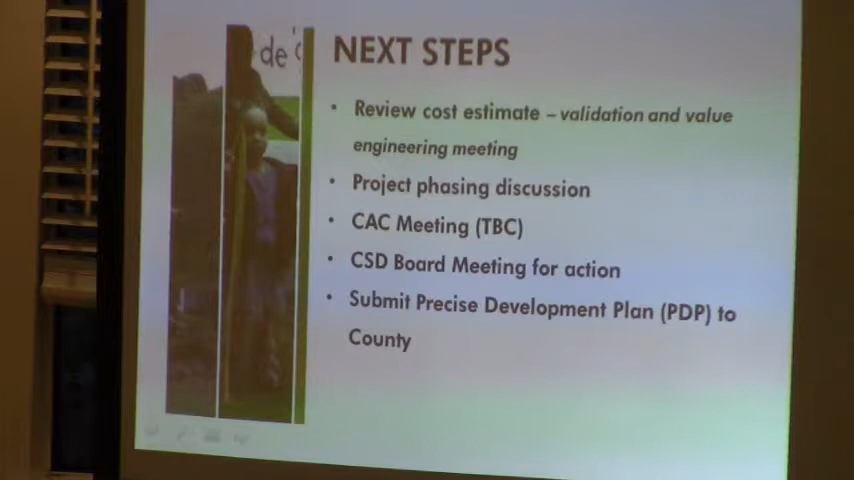 de
NEXT STEPS
• Review cost estimate – validation and value
engineering meeting
• Project phasing discussion
• CAC Meeting (TBC)
• CSD Board Meeting for action
• Submit Precise Development Plan (PDP) to
County